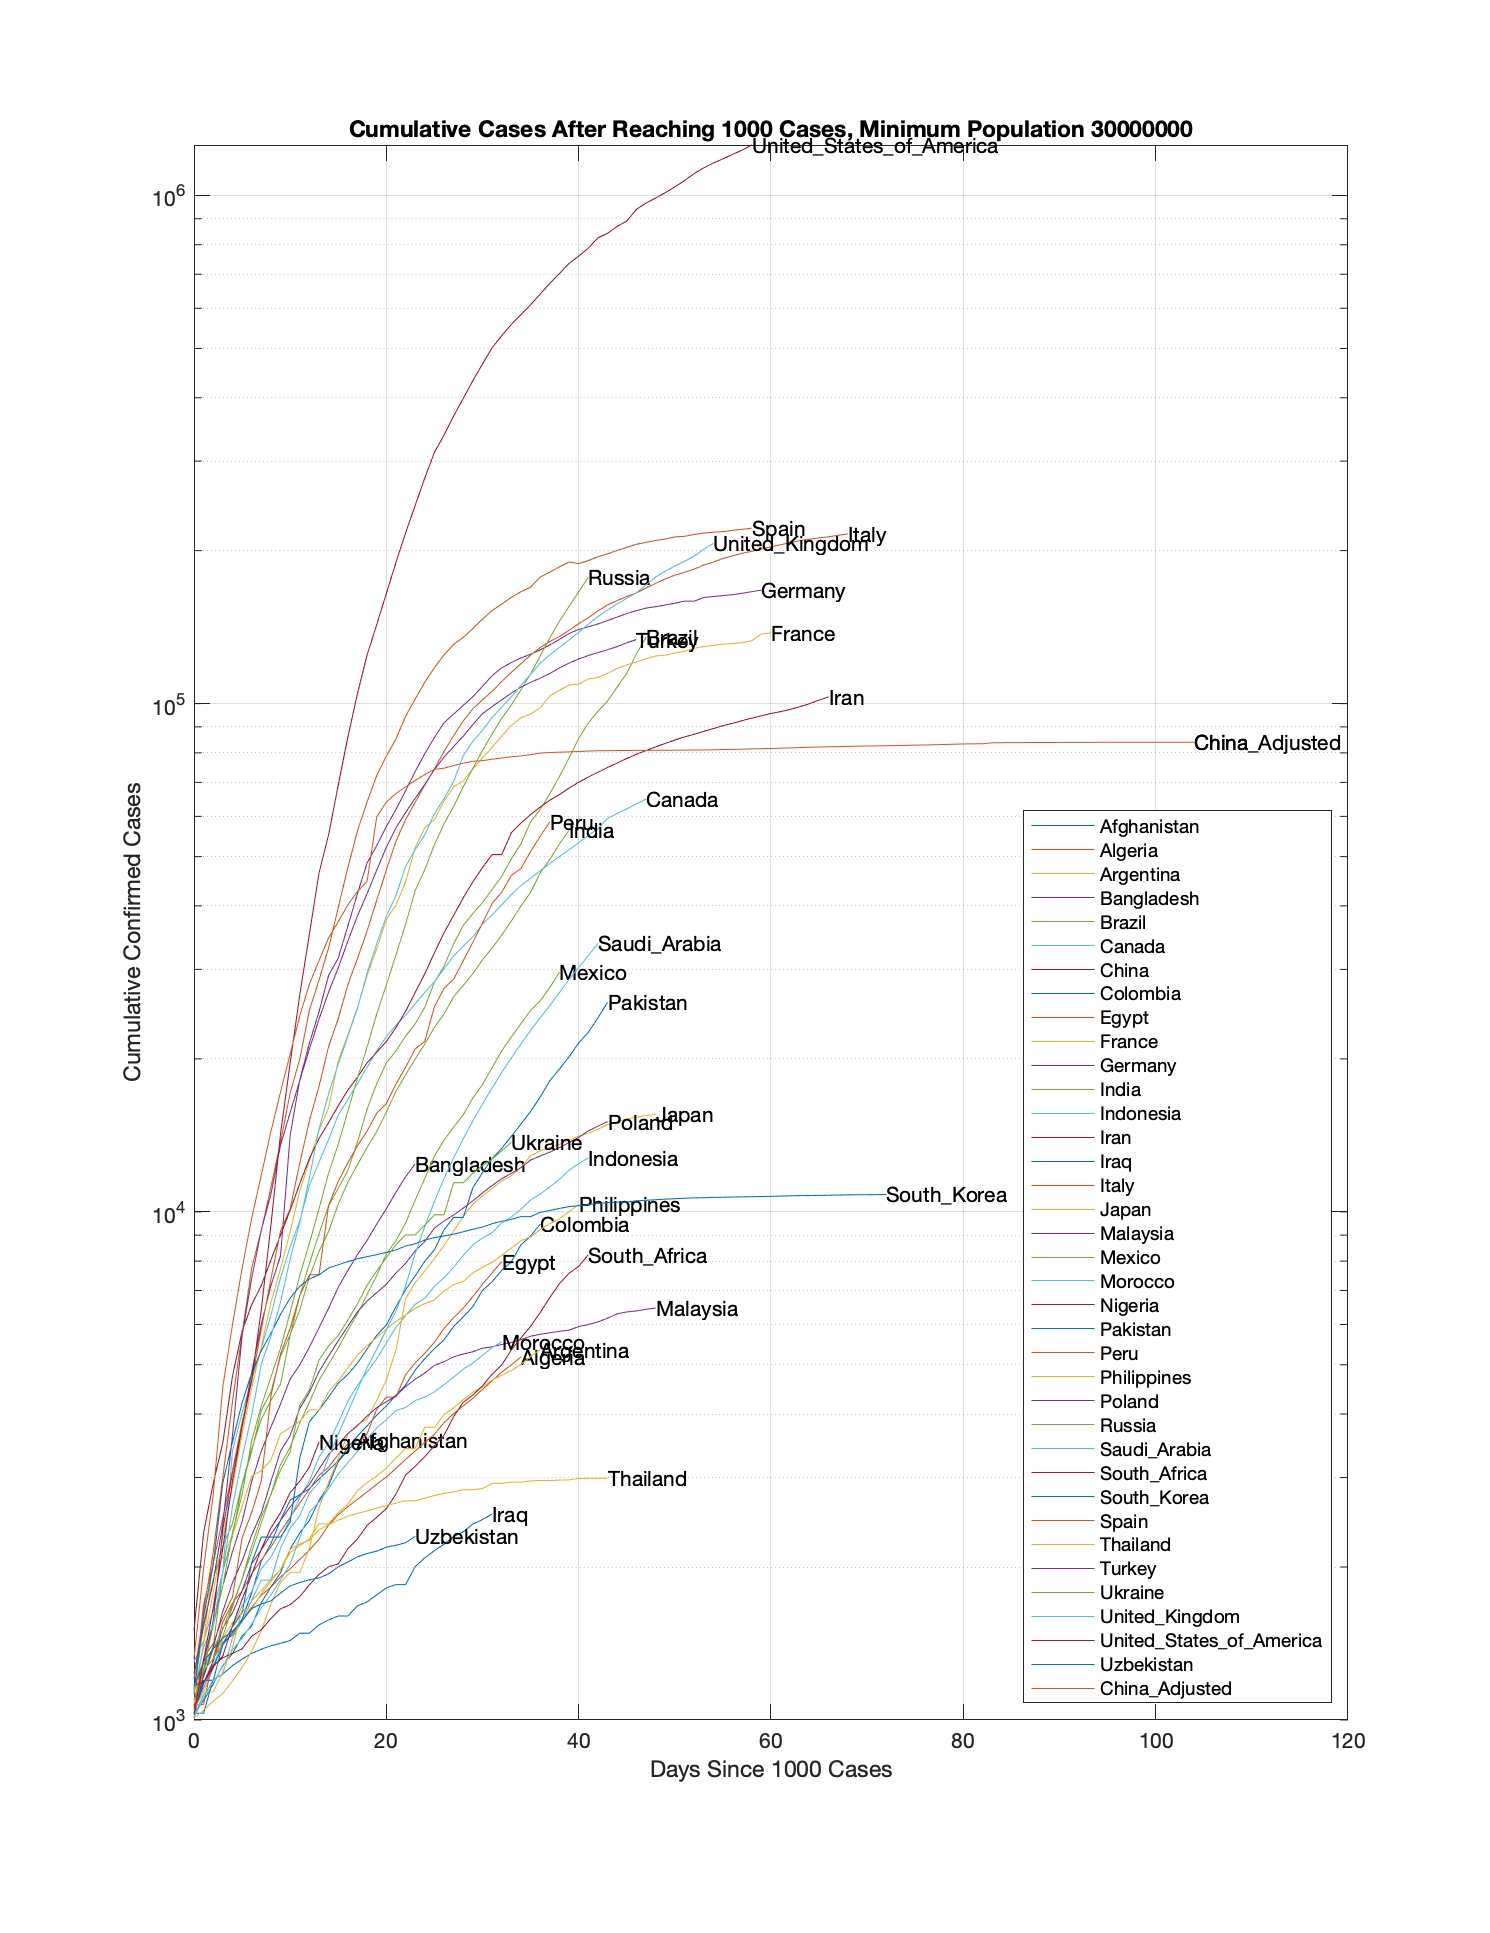 Cumulative Cases After Reaching 1000 Cases, Minimum Population 30000000
United_States_of_America
10^6
Spain
Italy
United_Kingdom
Russia
Germany
France
Brazil
Turkey
10^5
Iran
China_Adjusted
Canada
Peru
India
Saudi_Arabia
Mexico
Pakistan
Japan
Poland
Ukraine
Indonesia
Bangladesh
South_Korea
10^4
Philippines
Colombia
South_Africa
Egypt
Malaysia
Morocco
Argentina
Algeria
Afghanistan
Nigeria
Thailand
Iraq
Uzbekistan
10^3
Cumulative Confirmed Cases
Afghanistan
Algeria
Argentina
Bangladesh
Brazil
Canada
China
Colombia
Egypt
France
Germany
India
Indonesia
Iran
Iraq
Italy
Japan
Malaysia
Mexico
Morocco
Nigeria
Pakistan
Peru
Philippines
Poland
Russia
Saudi_Arabia
South_Africa
South_Korea
Spain
Thailand
Turkey
Ukraine
United_Kingdom
United_States_of_America
Uzbekistan
China_Adjusted
0 20 40 60 80 100 120
Days Since 1000 Cases